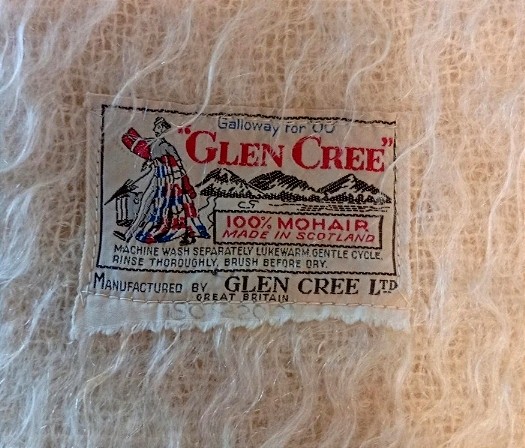 Galloway for 'OU
"GLEN CREE"
C.S
100% MOHAIR
MADE IN SCOTLAND
MACHINE WASH SEPARATELY LUKEWARM, GENTLE CYCLE,
RINSE THOROUGHLY, BRUSH BEFORE DRY.
MANUFACTURED BY GLEN CREE LTD
GREAT BRITAIN